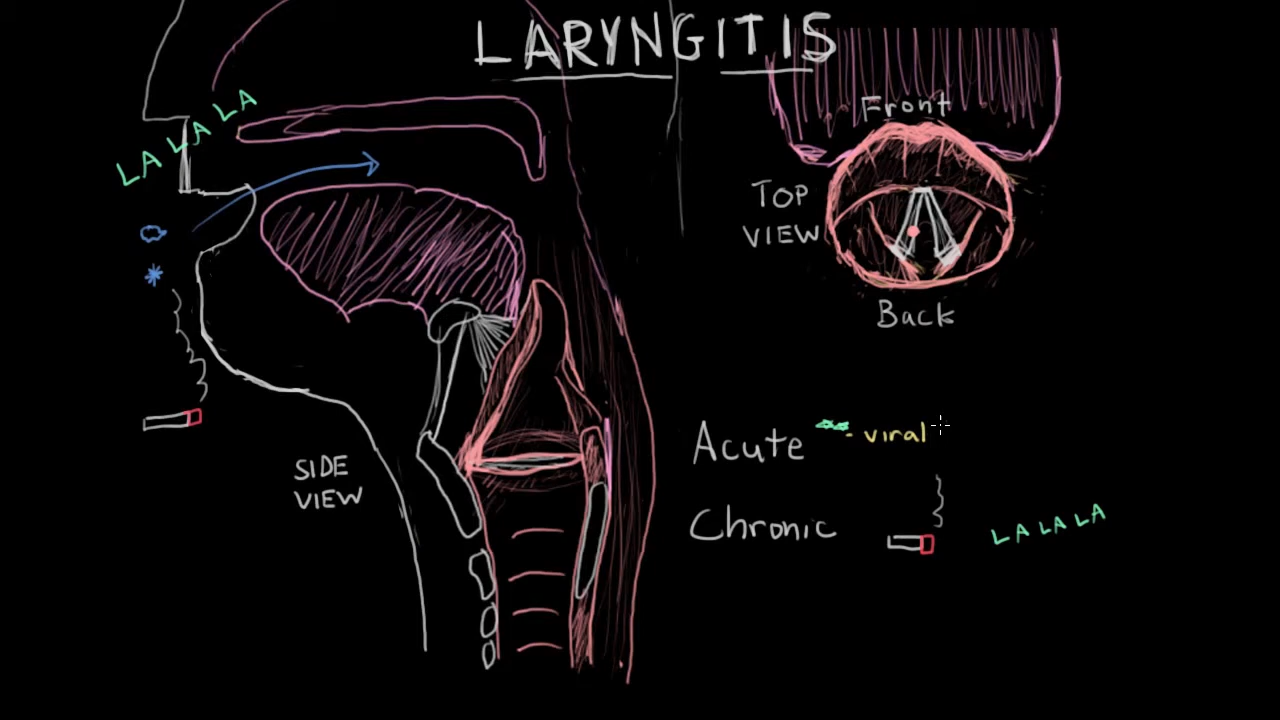 LARYNGITIS
LA LA LA
Front
TOP
VIEW
Back
SIDE
VIEW
Acute - viral
Chronic
LA LA LA